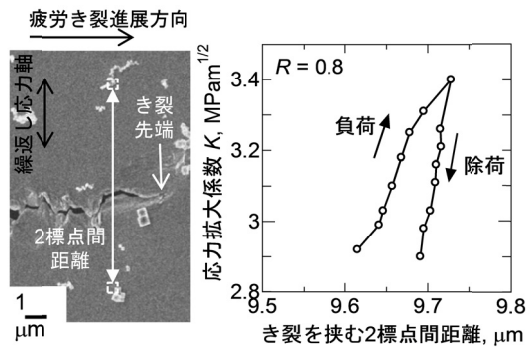 疲労き裂進展方向
繰返し応力軸
き裂
先端
2標点間
距離
1
μm
R = 0.8
負荷
除荷
応力拡大係数 K, MPam1/2
3.4
3.2
3
2.8
9.5 9.6 9.7 9.8
き裂を挟む2標点間距離, μm